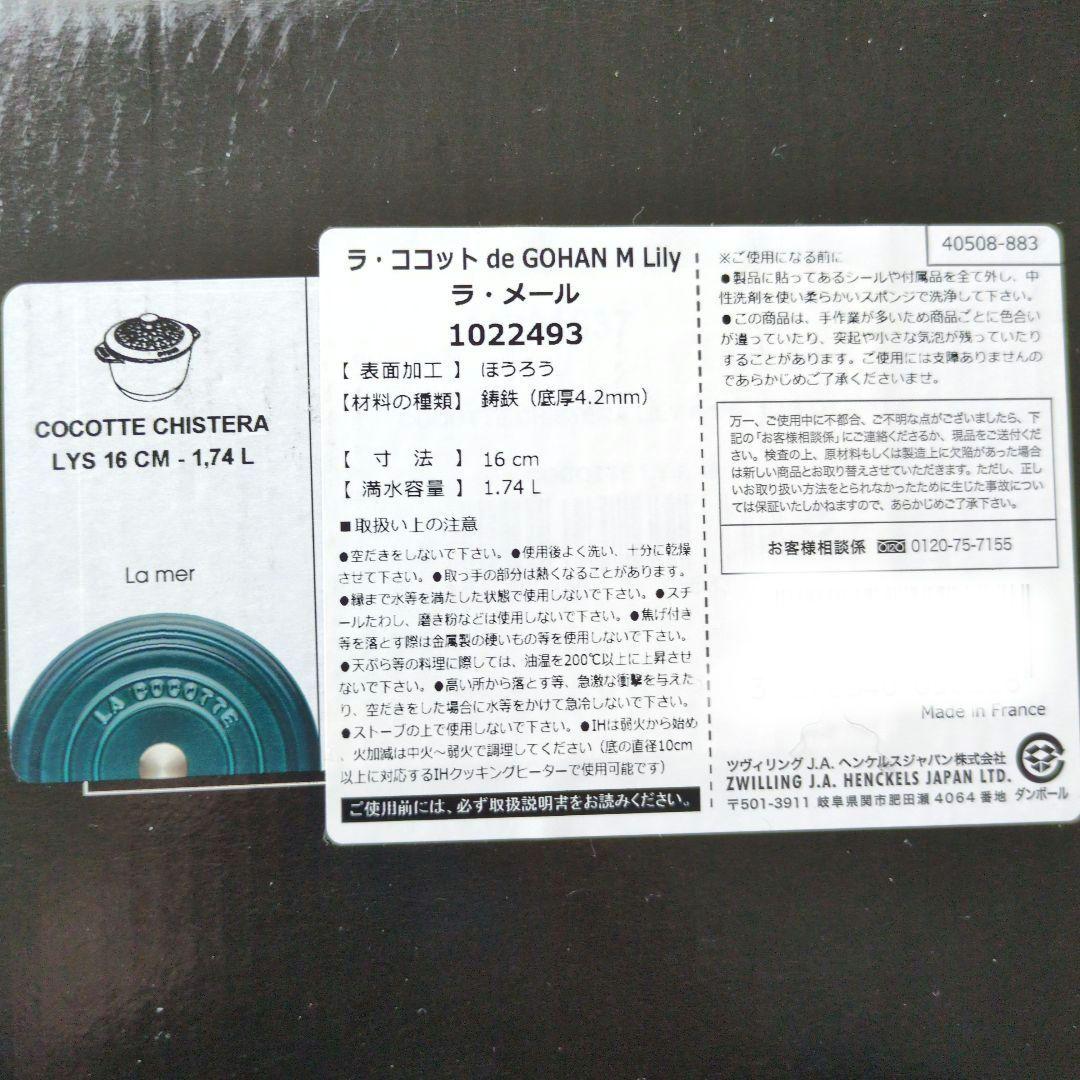 COCOTTE CHISTERA
LYS 16 CM - 1,74 L
La mer
LA COCOTTE
ラ・ココット de GOHAN M Lily
ラ・メール
1022493
【 表面加工 】 ほうろう
【材料の種類】 鋳鉄（底厚4.2mm）
【 寸 法 】 16 cm
【 満水容量 】 1.74 L
■取扱い上の注意
●空だきをしないで下さい。●使用後よく洗い、十分に乾燥
させて下さい。●取っ手の部分は熱くなることがあります。
●縁まで水等を満たした状態で使用しないで下さい。●スチ
ールたわし、磨き粉などは使用しないで下さい。●焦げ付き
等を落とす際は金属製の硬いもの等を使用しないで下さい。
●天ぷら等の料理に際しては、油温を200℃以上に上昇させ
ないで下さい。●高い所から落とす等、急激な衝撃を与えた
り、空だきをした場合に水等をかけて急冷しないで下さい。
●ストーブの上で使用しないで下さい。●IHは弱火から始め
、火加減は中火～弱火で調理してください（底の直径10cm
以上に対応するIHクッキングヒーターで使用可能です）
ご使用前には、必ず取扱説明書をお読みください。
40508-883
※ご使用になる前に
●製品に貼ってあるシールや付属品を全て外し、中
性洗剤を使い柔らかいスポンジで洗浄して下さい。
●この商品は、手作業が多いため商品ごとに色合い
が違っていたり、突起や小さな気泡が残っていたり
することがあります。ご使用には支障ありませんの
であらかじめご了承くださいませ。
万一、ご使用中に不都合、ご不明な点がございましたら、下
記の「お客様相談係」にご連絡くださるか、現品をご送付くだ
さい。検査の上、原材料もしくは製造上に欠陥があった場合
は新しい商品とお取り替えさせていただきます。ただし、正し
いお取り扱い方法をとられなかったために生じた事故につい
ては保証いたしかねますので、あらかじめご了承下さい。
お客様相談係 0120-75-7155
Made in France
ツヴィリング J.A. ヘンケルスジャパン株式会社
ZWILLING J.A. HENCKELS JAPAN LTD.
〒501-3911 岐阜県関市肥田瀬 4064 番地 ダンボール